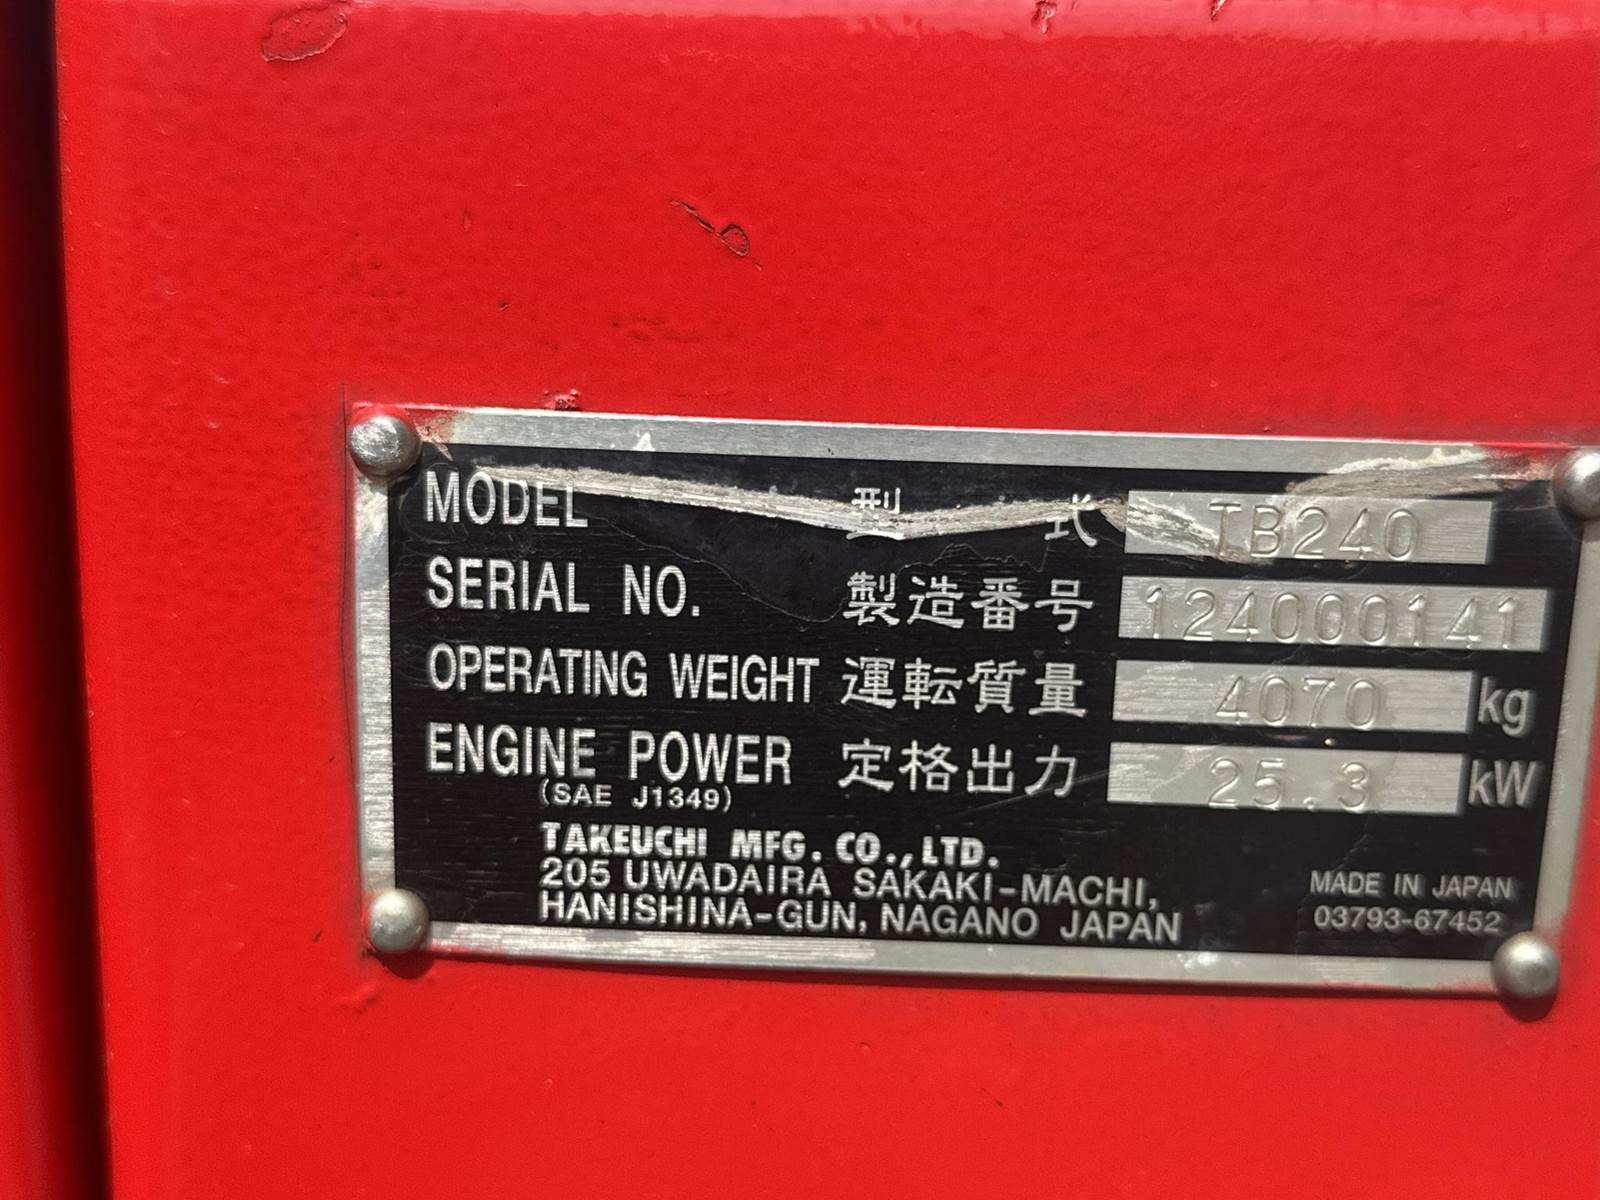 MODEL 型 式 TB240
SERIAL NO. 製造番号 124000141
OPERATING WEIGHT 運転質量 4070 kg
ENGINE POWER 定格出力 25.3 kW
(SAE J1349)
TAKEUCHI MFG. CO., LTD.
205 UWADAIRA SAKAKI-MACHI,
HANISHINA-GUN, NAGANO JAPAN
MADE IN JAPAN
03793-67452